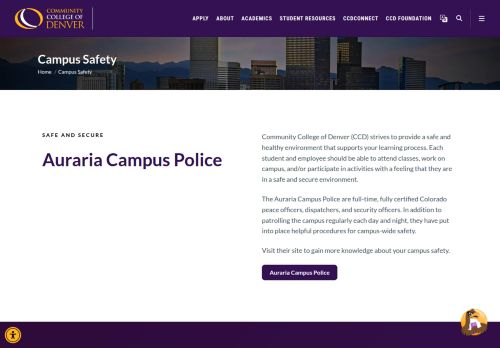 COMMUNITY
COLLEGE OF
DENVER
APPLY ABOUT ACADEMICS STUDENT RESOURCES CCDCONNECT CCD FOUNDATION
Campus Safety
Home / Campus Safety
SAFE AND SECURE
Auraria Campus Police
Community College of Denver (CCD) strives to provide a safe and
healthy environment that supports your learning process. Each
student and employee should be able to attend classes, work on
campus, and/or participate in activities with a feeling that they are
in a safe and secure environment.
The Auraria Campus Police are full-time, fully certified Colorado
peace officers, dispatchers, and security officers. In addition to
patrolling the campus regularly each day and night, they have put
into place helpful procedures for campus-wide safety.
Visit their site to gain more knowledge about your campus safety.
Auraria Campus Police